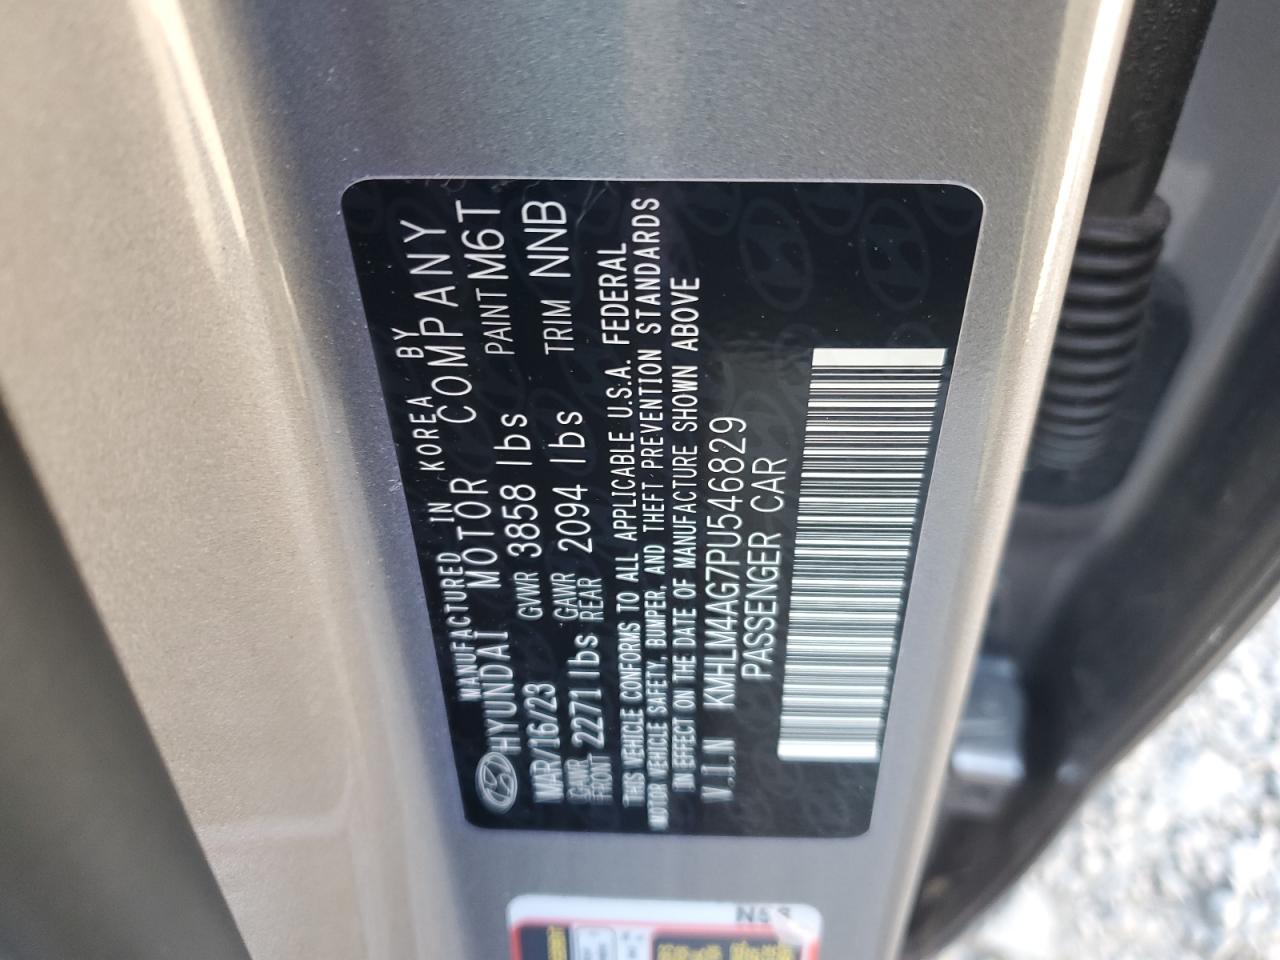 MANUFACTURED IN KOREA BY
HYUNDAI MOTOR COMPANY
MAR/16/23 GVWR 3858 lbs PAINT M6T
GAWR FRONT 2271 lbs GAWR REAR 2094 lbs TRIM NNB
THIS VEHICLE CONFORMS TO ALL APPLICABLE U.S.A. FEDERAL
MOTOR VEHICLE SAFETY, BUMPER, AND THEFT PREVENTION STANDARDS
IN EFFECT ON THE DATE OF MANUFACTURE SHOWN ABOVE
V.I.N KMHLM4AG7PU546829
PASSENGER CAR